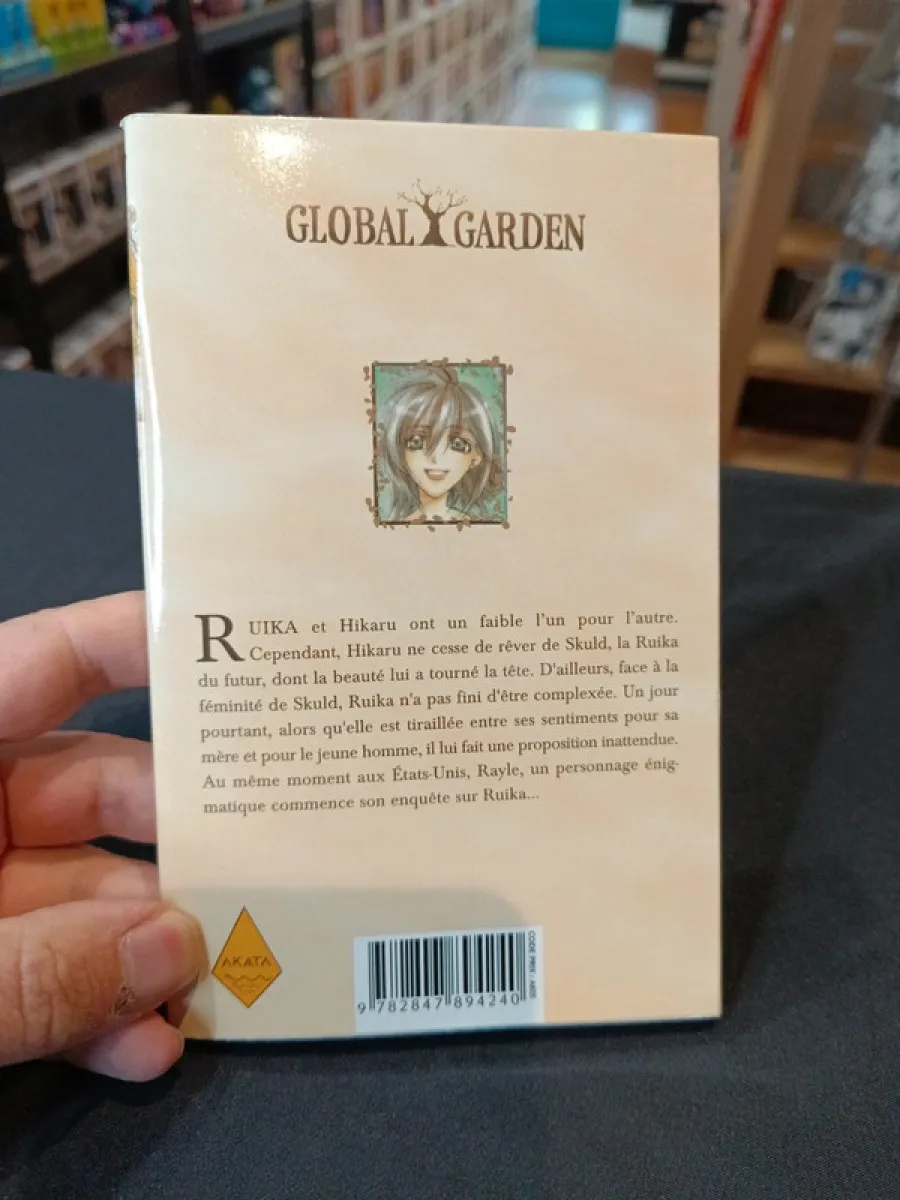 GLOBAL GARDEN
RUIKA et Hikaru ont un faible l'un pour l'autre.
Cependant, Hikaru ne cesse de rêver de Skuld, la Ruika
du futur, dont la beauté lui a tourné la tête. D'ailleurs, face à la
féminité de Skuld, Ruika n'a pas fini d'être complexée. Un jour
pourtant, alors qu'elle est tiraillée entre ses sentiments pour sa
mère et pour le jeune homme, il lui fait une proposition inattendue.
Au même moment aux États-Unis, Rayle, un personnage énig-
matique commence son enquête sur Ruika...
AKATA
9 782847 894240
CODE PRIX :